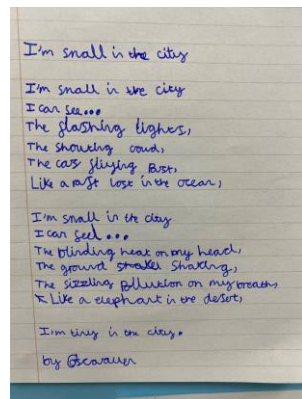 I'm small in the city
I'm small in the city
I can see...
The flashing lights,
The shouting
The cars fliying Past,
Like a raft lost in the ocean,
I'm small in the city
I can feel...
The blinding heat on my head,
The ground shaking,
The sizzling pollution on my breath,
Like a elephant in the desert,
I'm tiny in the city.
by